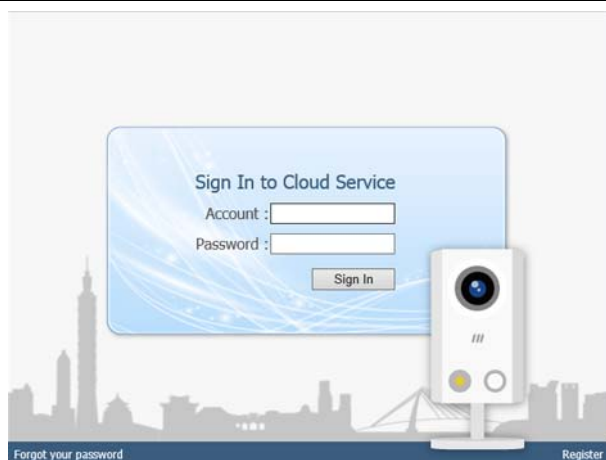 Sign In to Cloud Service
Account :
Password :
Sign In
Forgot your password
Register